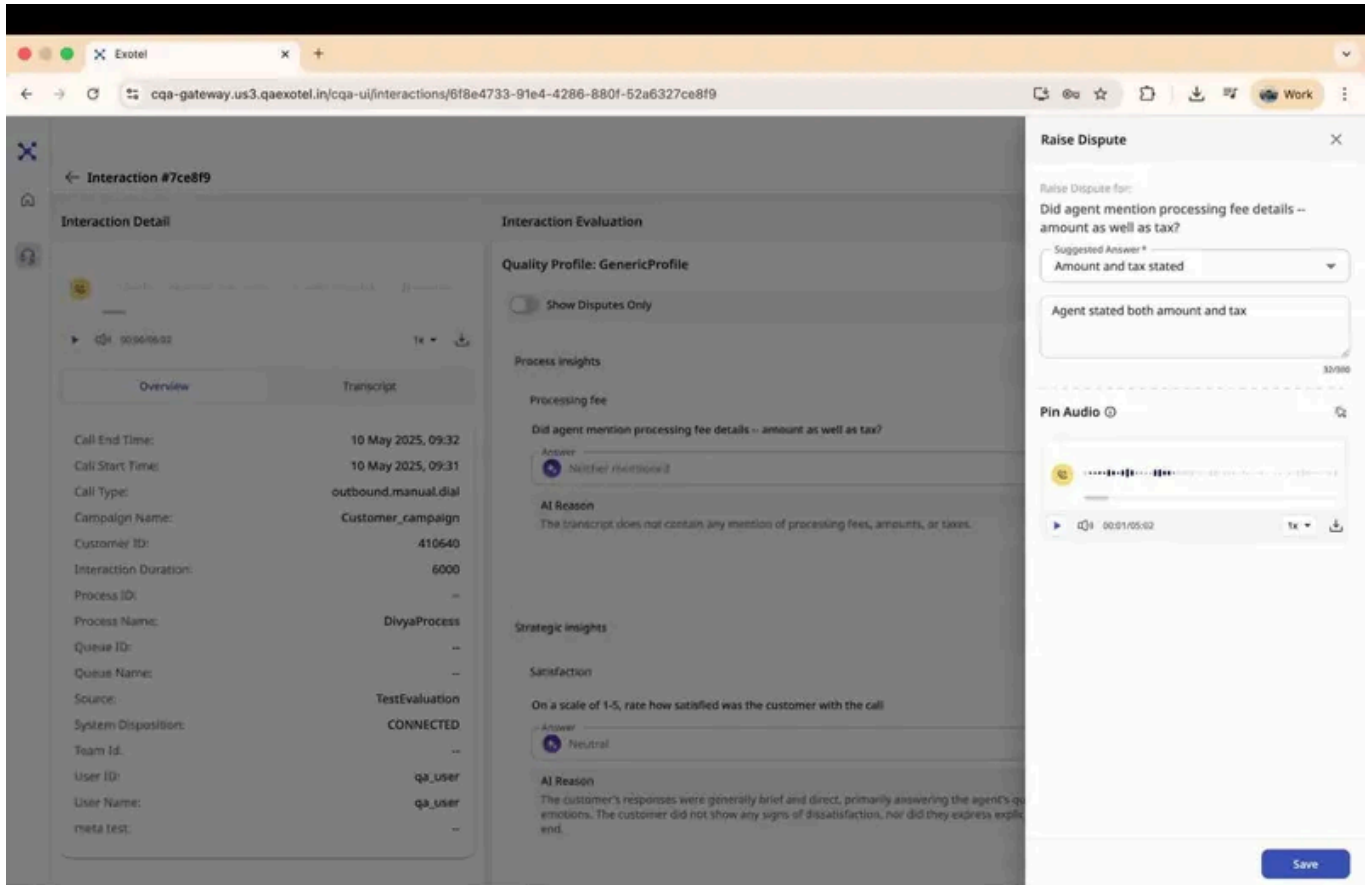 Exotel
cqa-gateway.us3.qaexotel.in/cqa-ui/interactions/6f8e4733-91e4-4286-880f-52a6327ce8f9
Work
Interaction #7ce8f9
Interaction Detail
00:00/05:02
1x
Overview
Transcript
Call End Time:
10 May 2025, 09:32
Call Start Time:
10 May 2025, 09:31
Call Type:
outbound.manual.dial
Campaign Name:
Customer_campaign
Customer ID:
410640
Interaction Duration:
6000
Process ID:
--
Process Name:
DivyaProcess
Queue ID:
--
Queue Name:
--
Source:
TestEvaluation
System Disposition:
CONNECTED
Team Id:
--
User ID:
qa_user
User Name:
qa_user
meta test:
--
Interaction Evaluation
Quality Profile: GenericProfile
Show Disputes Only
Process insights
Processing fee
Did agent mention processing fee details -- amount as well as tax?
Answer
Neither mentioned
AI Reason
The transcript does not contain any mention of processing fees, amounts, or taxes.
Strategic insights
Satisfaction
On a scale of 1-5, rate how satisfied was the customer with the call
Answer
Neutral
AI Reason
The customer's responses were generally brief and direct, primarily answering the agent's qu
emotions. The customer did not show any signs of dissatisfaction, nor did they express explic
end.
Raise Dispute
Raise Dispute for:
Did agent mention processing fee details --
amount as well as tax?
Suggested Answer *
Amount and tax stated
Agent stated both amount and tax
32/500
Pin Audio
00:01/05:02
1x
Save